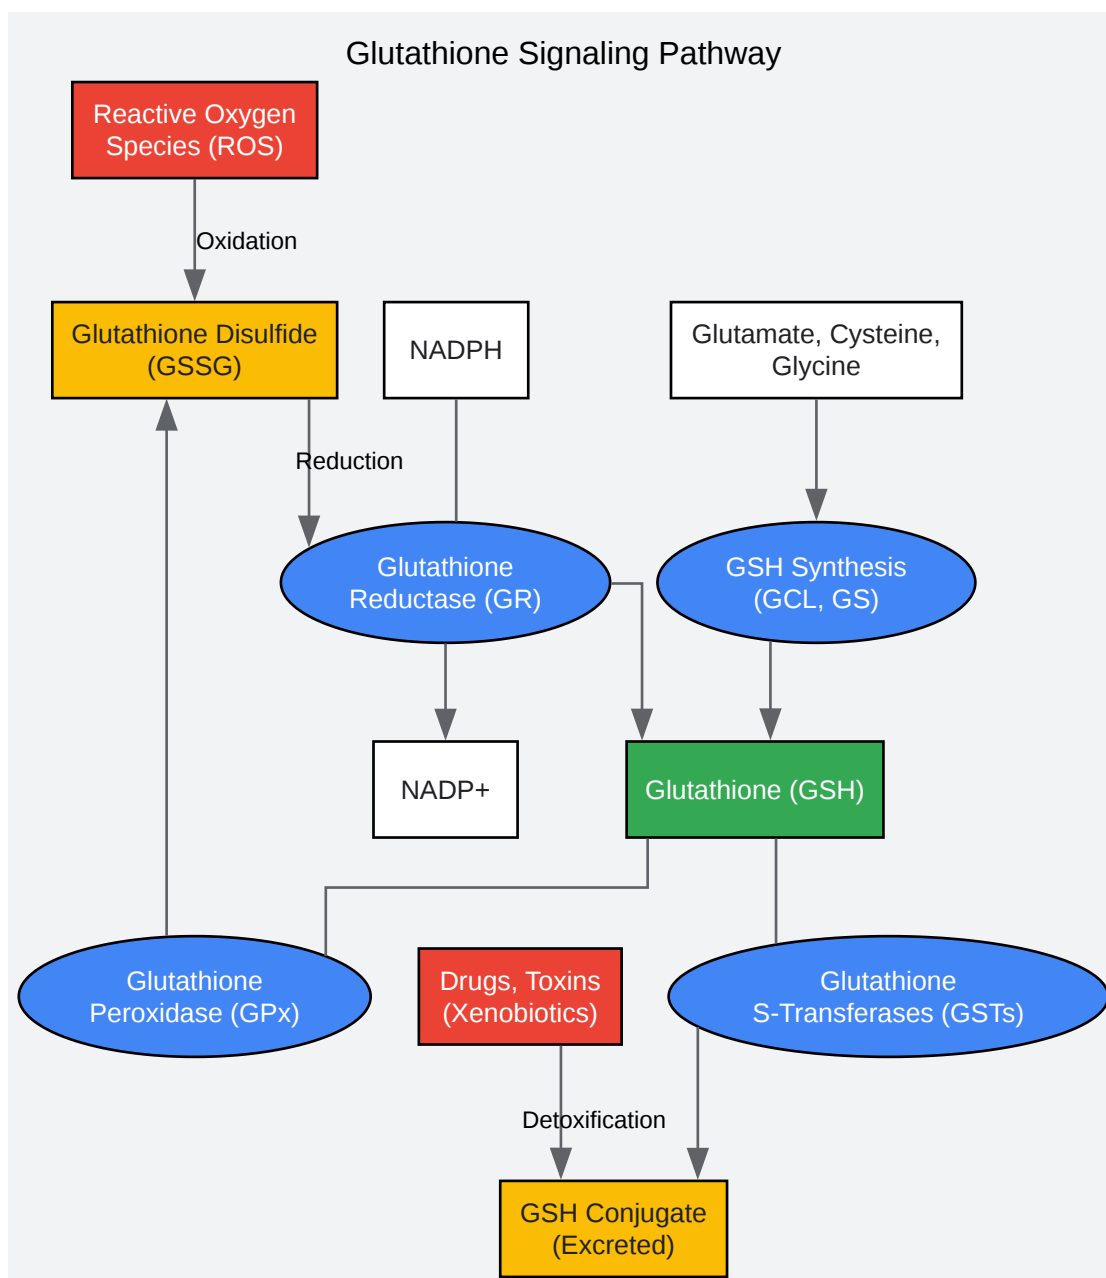 Glutathione Signaling Pathway
Reactive Oxygen
Species (ROS)
Oxidation
Glutathione Disulfide
(GSSG)
NADPH
Glutamate, Cysteine,
Glycine
Reduction
Glutathione
Reductase (GR)
GSH Synthesis
(GCL, GS)
NADP+
Glutathione (GSH)
Glutathione
Peroxidase (GPx)
Drugs, Toxins
(Xenobiotics)
Glutathione
S-Transferases (GSTs)
Detoxification
GSH Conjugate
(Excreted)